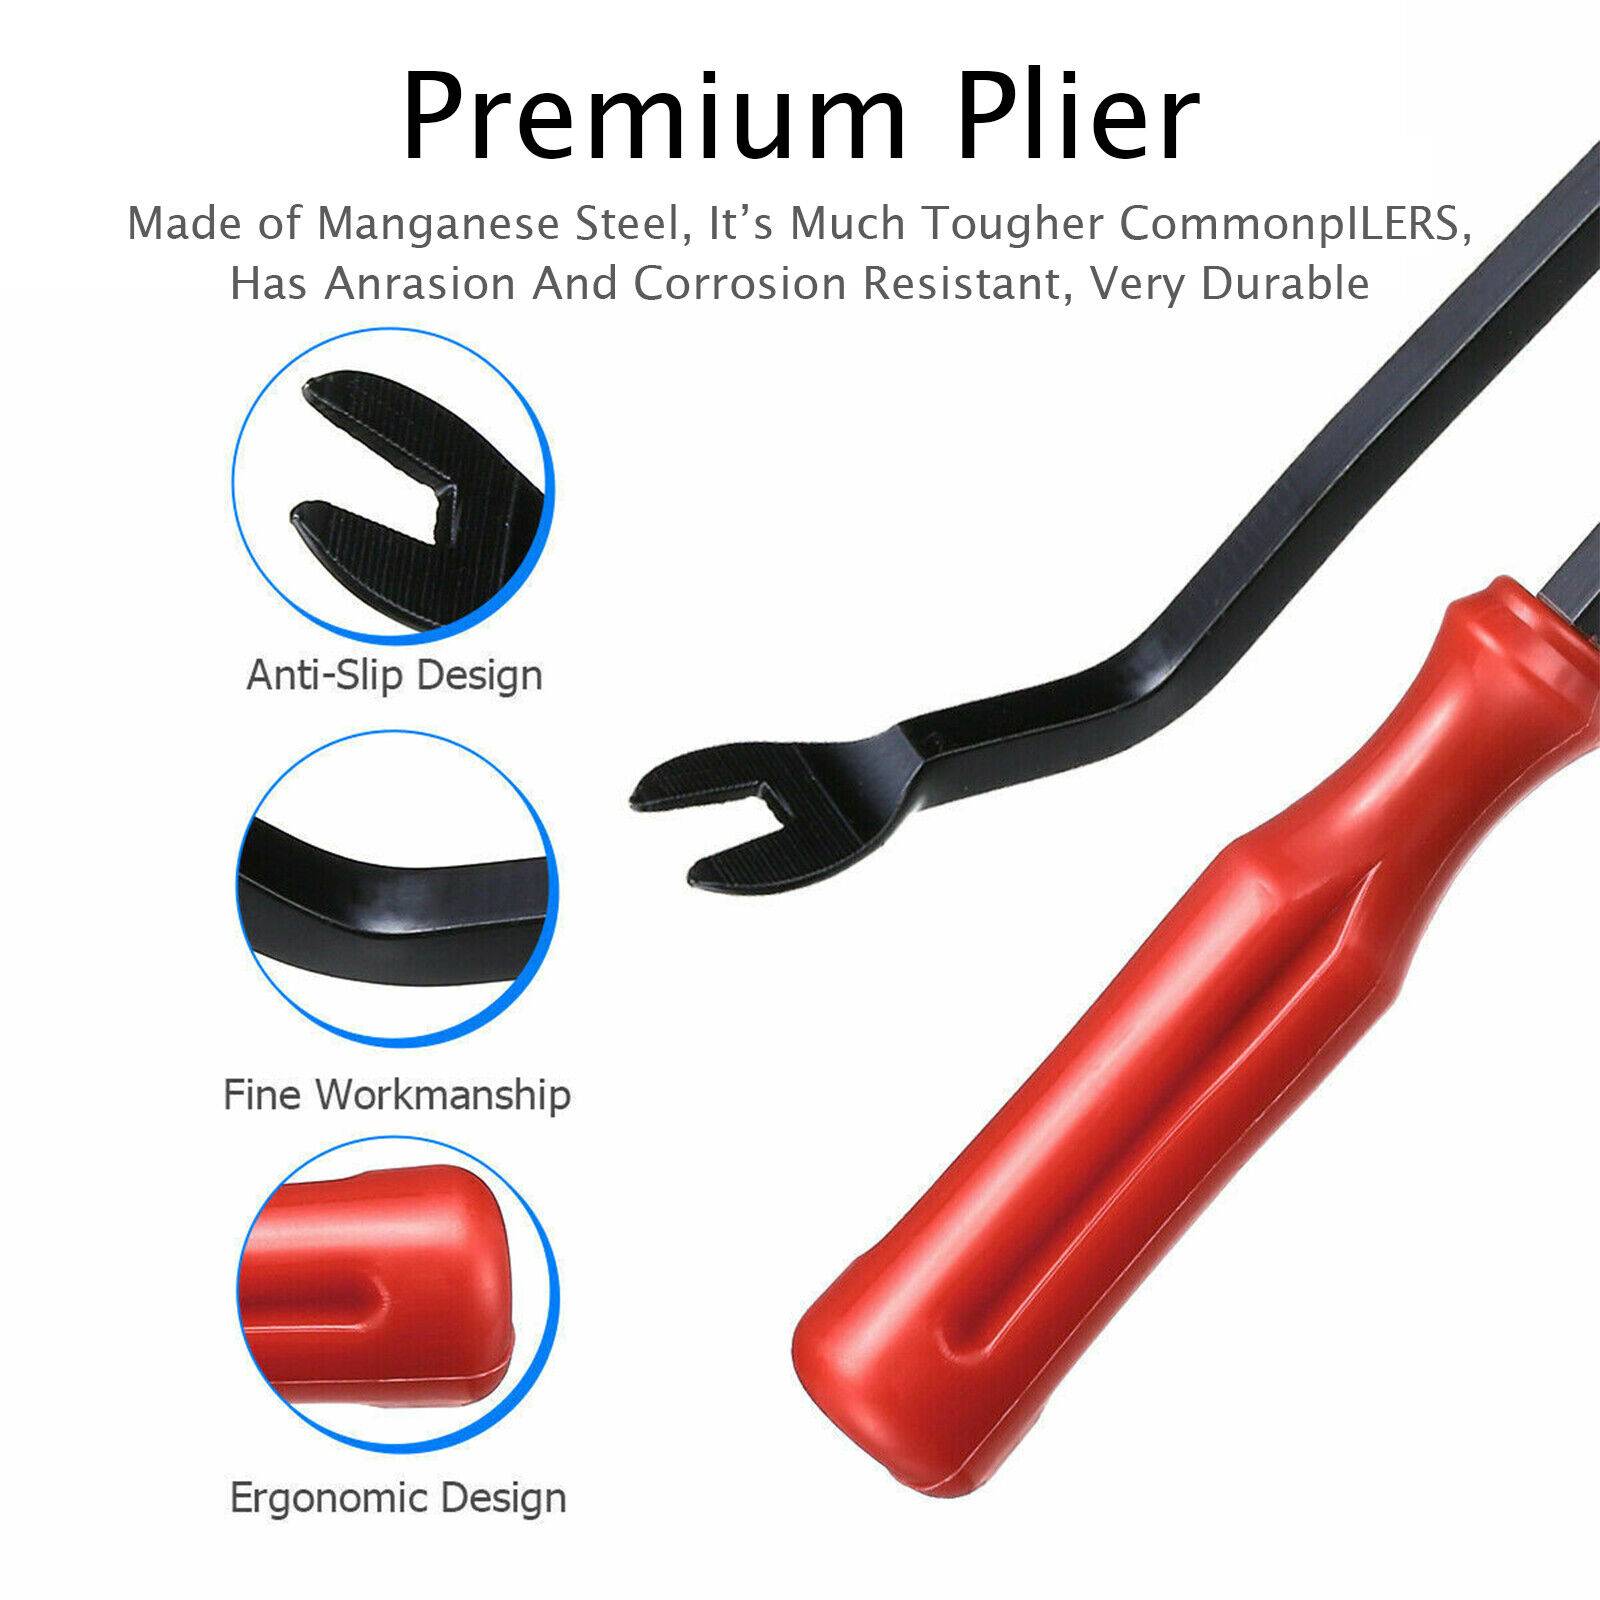 Premium Plier
Made of Manganese Steel, It's Much Tougher CommonpILERS,
Has Anrasion And Corrosion Resistant, Very Durable
Anti-Slip Design
Fine Workmanship
Ergonomic Design